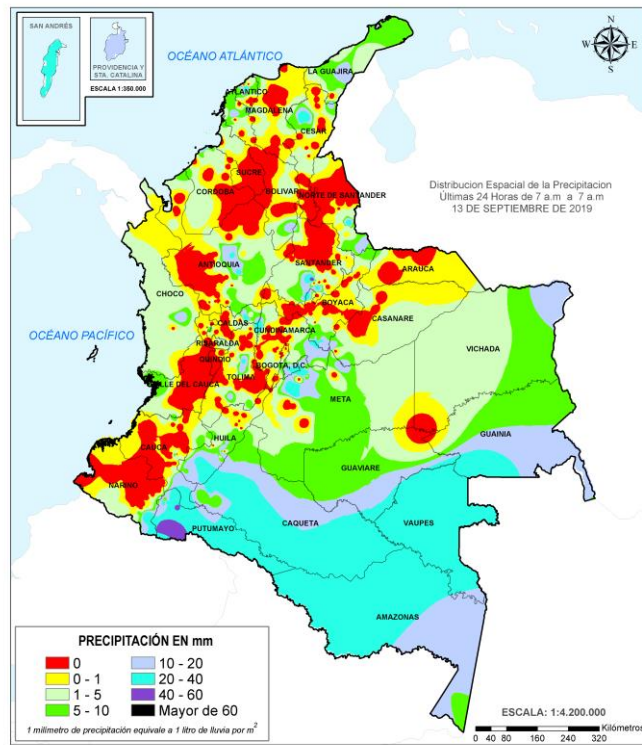 SAN ANDRÉS
PROVIDENCIA Y
STA. CATALINA
ESCALA 1:350.000
OCÉANO ATLÁNTICO
N
W E
S
LA GUAJIRA
ATLANTICO
MAGDALENA
CESAR
SUCRE
CORDOBA
BOLIVAR
NORTE DE SANTANDER
Distribucion Espacial de la Precipitacion
Últimas 24 Horas de 7 a.m a 7 a.m
13 DE SEPTIEMBRE DE 2019
ANTIOQUIA
SANTANDER
ARAUCA
CHOCO
BOYACA
CASANARE
OCÉANO PACÍFICO
CALDAS
CUNDINAMARCA
RISARALDA
VICHADA
QUINDIO
BOGOTA, D.C.
TOLIMA
VALLE DEL CAUCA
META
GUAINIA
CAUCA
HUILA
GUAVIARE
NARIÑO
CAQUETA
VAUPES
PUTUMAYO
AMAZONAS
PRECIPITACIÓN EN mm
0 10 - 20
0 - 1 20 - 40
1 - 5 40 - 60
5 - 10 Mayor de 60
1 milimetro de precipitación equivale a 1 litro de lluvia por m2
ESCALA: 1:4.200.000
Kilómetros
0 40 80 160 240 320